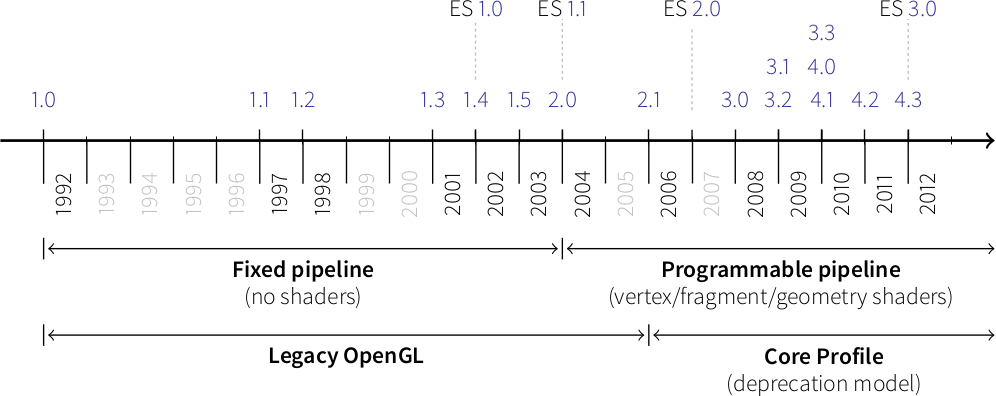 ES 1.0 ES 1.1 ES 2.0 ES 3.0
3.3
3.1 4.0
1.0 1.1 1.2 1.3 1.4 1.5 2.0 2.1 3.0 3.2 4.1 4.2 4.3
1992 1993 1994 1995 1996 1997 1998 1999 2000 2001 2002 2003 2004 2005 2006 2007 2008 2009 2010 2011 2012
Fixed pipeline Programmable pipeline
(no shaders) (vertex/fragment/geometry shaders)
Legacy OpenGL Core Profile
(deprecation model)